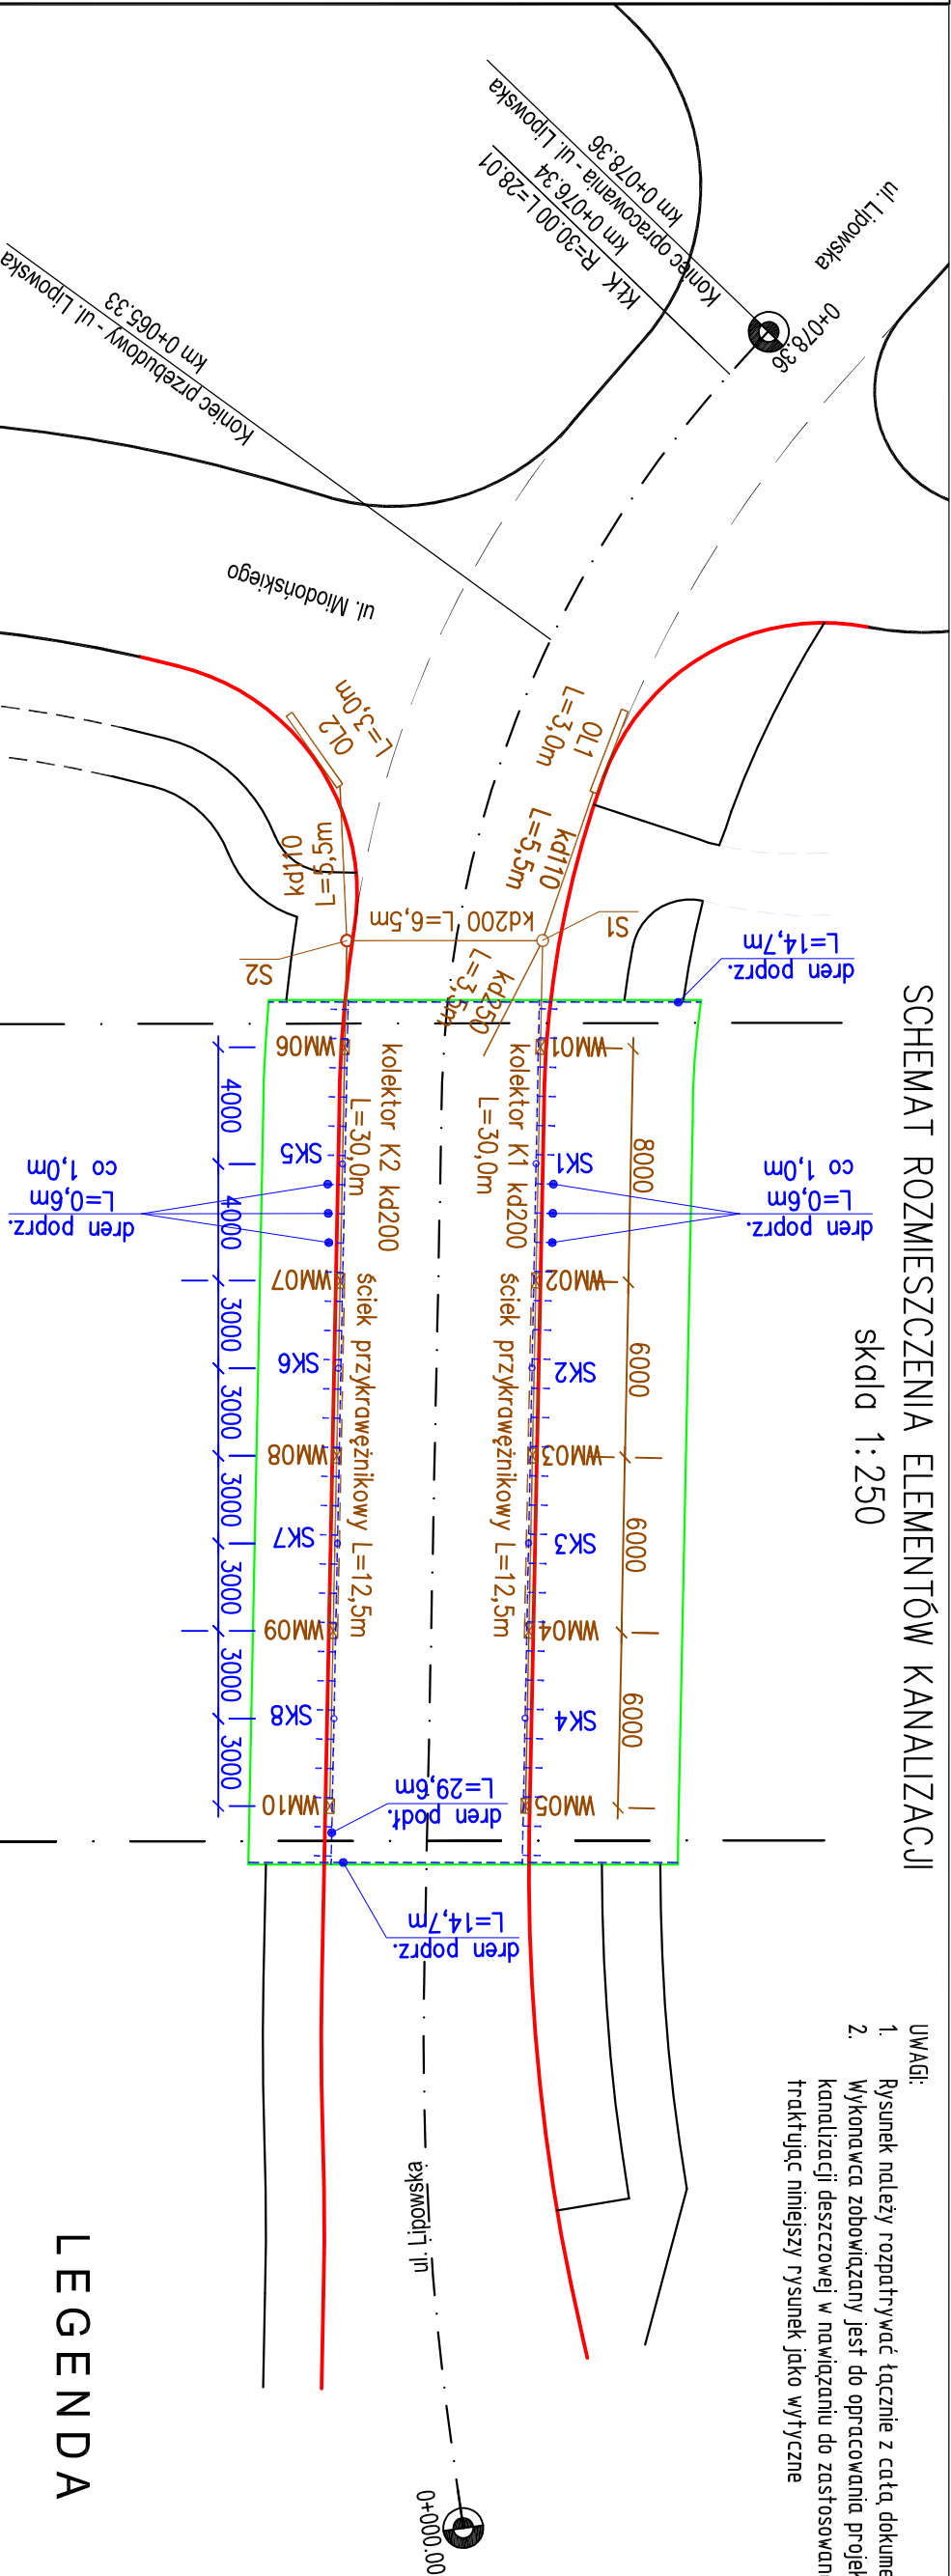 SCHEMAT ROZMIESZCZENIA ELEMENTÓW KANALIZACJI
skala 1:250
UWAGI:
1. Rysunek należy rozpatrywać łącznie z całą
2. Wykonawca zobowiązany jest do opracowania
kanalizacji deszczowej w nawiązaniu do
traktując niniejszy rysunek jako wytyczne
ul. Lipowska
0+078.36
Koniec opracowania - ul. Lipowska
km 0+078.36
KŁK R=30.00 L=28.01
km 0+076.34
Koniec przebudowy - ul. Lipowska
km 0+065.33
ul. Miodońskiego
OL1
L=3,0m
OL2
L=3,0m
kd110
L=5,5m
kd110
L=5,5m
kd200 L=6,5m
S1
S2
kd250
L=3,5m
dren poprz.
L=14,7m
WM01
WM02
WM03
WM04
WM05
8000
6000
6000
6000
SK1
SK2
SK3
SK4
dren poprz.
L=0,6m
co 1,0m
kolektor K1 kd200
L=30,0m
ściek przykrawężnikowy L=12,5m
kolektor K2 kd200
L=30,0m
ściek przykrawężnikowy L=12,5m
WM06
WM07
WM08
WM09
WM10
SK5
SK6
SK7
SK8
4000
4000
3000
3000
3000
3000
3000
3000
dren poprz.
L=0,6m
co 1,0m
dren podł.
L=29,6m
dren poprz.
L=14,7m
ul. Lipowska
0+000.00
LEGENDA